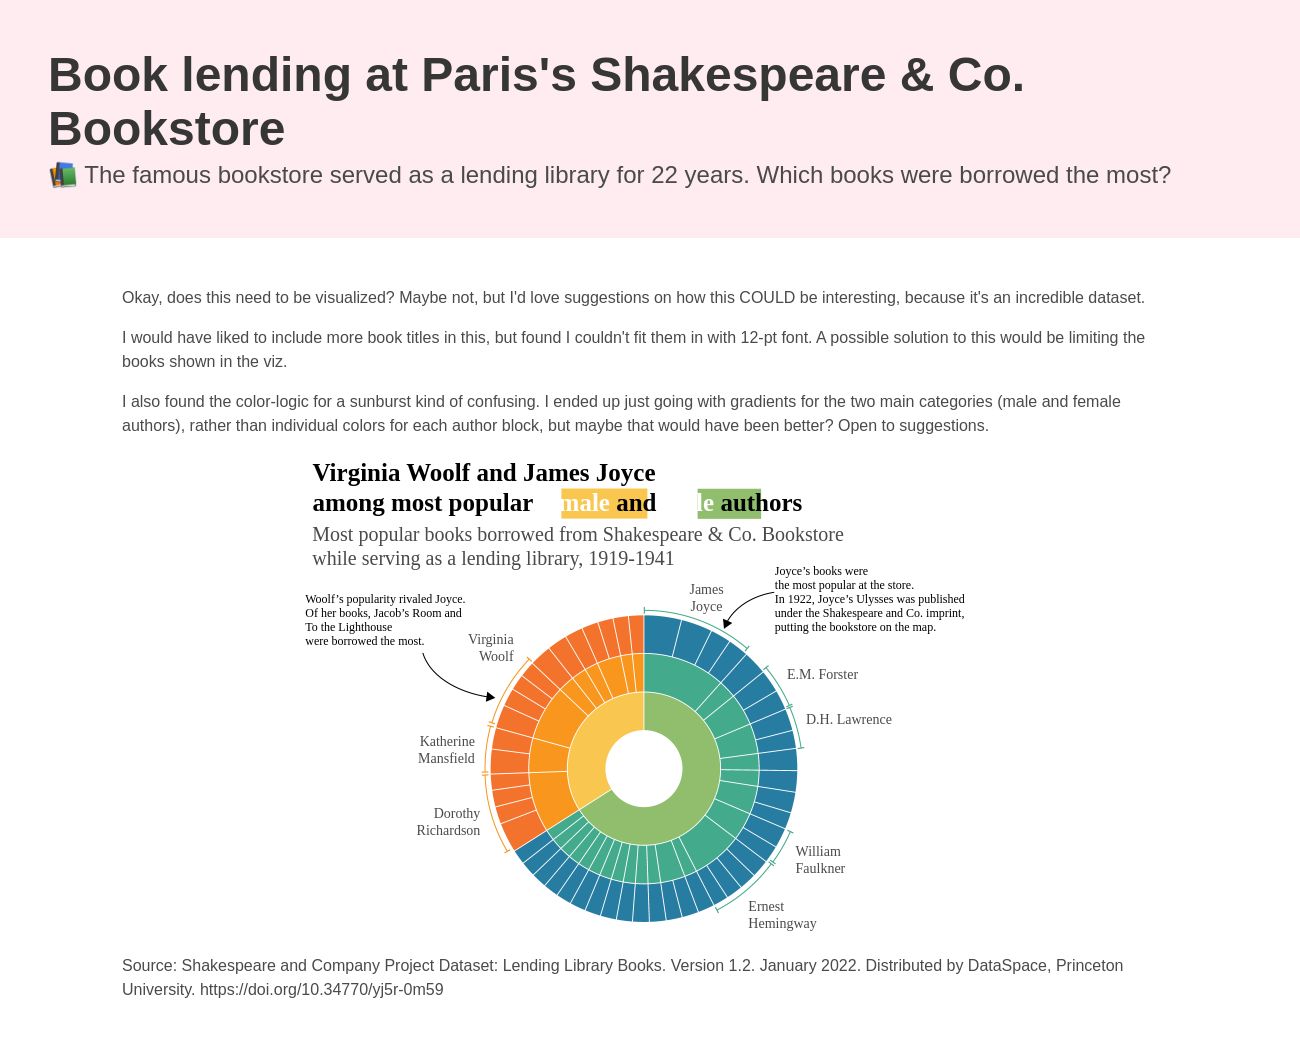 Book lending at Paris's Shakespeare & Co.
Bookstore
The famous bookstore served as a lending library for 22 years. Which books were borrowed the most?
Okay, does this need to be visualized? Maybe not, but I'd love suggestions on how this COULD be interesting, because it's an incredible dataset.
I would have liked to include more book titles in this, but found I couldn't fit them in with 12-pt font. A possible solution to this would be limiting the
books shown in the viz.
I also found the color-logic for a sunburst kind of confusing. I ended up just going with gradients for the two main categories (male and female
authors), rather than individual colors for each author block, but maybe that would have been better? Open to suggestions.
Virginia Woolf and James Joyce
among most popular male and le authors
Most popular books borrowed from Shakespeare & Co. Bookstore
while serving as a lending library, 1919-1941
Joyce’s books were
the most popular at the store.
In 1922, Joyce’s Ulysses was published
under the Shakespeare and Co. imprint,
putting the bookstore on the map.
James
Joyce
Woolf’s popularity rivaled Joyce.
Of her books, Jacob’s Room and
To the Lighthouse
were borrowed the most.
Virginia
Woolf
E.M. Forster
D.H. Lawrence
Katherine
Mansfield
Dorothy
Richardson
William
Faulkner
Ernest
Hemingway
Source: Shakespeare and Company Project Dataset: Lending Library Books. Version 1.2. January 2022. Distributed by DataSpace, Princeton
University. https://doi.org/10.34770/yj5r-0m59